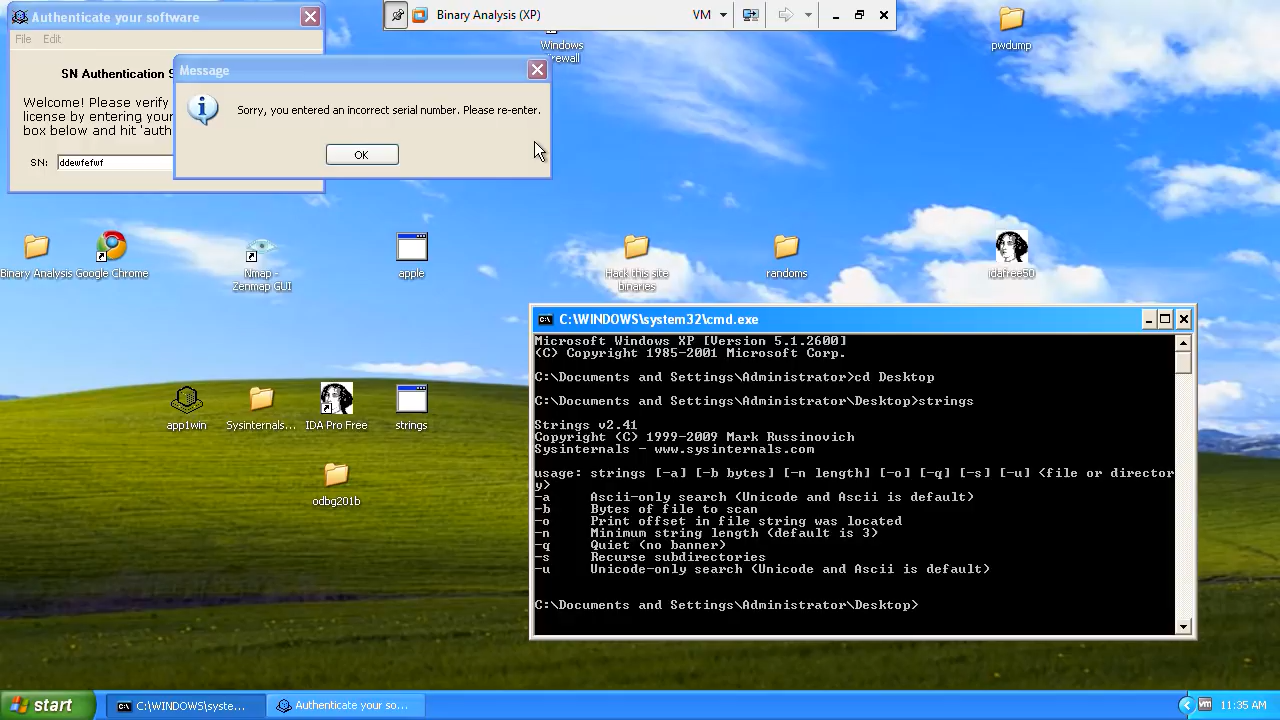 Authenticate your software
File Edit
SN Authentication S
Welcome! Please verify
license by entering your
box below and hit 'auth
SN: ddewfefwf
Message
Sorry, you entered an incorrect serial number. Please re-enter.
OK
Binary Analysis (XP)
VM
Windows
pwdump
Binary Analysis
Google Chrome
Nmap -
Zenmap GUI
apple
Hack this site
binaries
randoms
idafree50
app1win
Sysinternals...
IDA Pro Free
strings
odbg201b
C:\WINDOWS\system32\cmd.exe
Microsoft Windows XP [Version 5.1.2600]
(C) Copyright 1985-2001 Microsoft Corp.
C:\Documents and Settings\Administrator>cd Desktop
C:\Documents and Settings\Administrator\Desktop>strings
Strings v2.41
Copyright (C) 1999-2009 Mark Russinovich
Sysinternals - www.sysinternals.com
usage: strings [-a] [-b bytes] [-n length] [-o] [-q] [-s] [-u] <file or director
y>
-a Ascii-only search (Unicode and Ascii is default)
-b Bytes of file to scan
-o Print offset in file string was located
-n Minimum string length (default is 3)
-q Quiet (no banner)
-s Recurse subdirectories
-u Unicode-only search (Unicode and Ascii is default)
C:\Documents and Settings\Administrator\Desktop>
start
C:\WINDOWS\syste...
Authenticate your so...
vm
11:35 AM